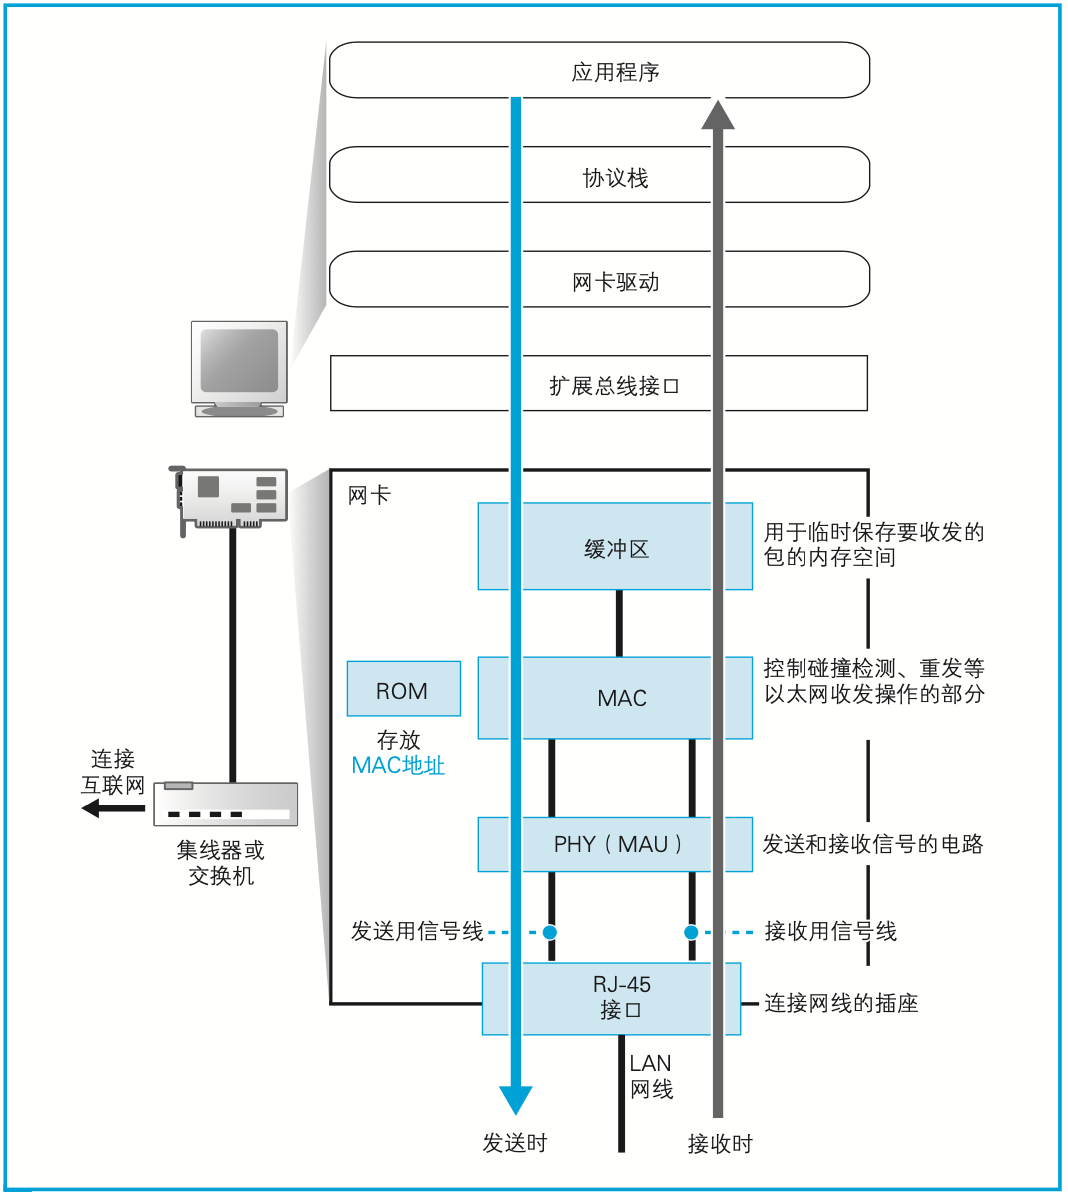 应用程序
协议栈
网卡驱动
扩展总线接口
网卡
缓冲区
用于临时保存要收发的
包的内存空间
ROM
存放
MAC地址
MAC
控制碰撞检测、重发等
以太网收发操作的部分
连接
互联网
集线器或
交换机
PHY（MAU）
发送和接收信号的电路
发送用信号线
接收用信号线
RJ-45
接口
连接网线的插座
LAN
网线
发送时
接收时